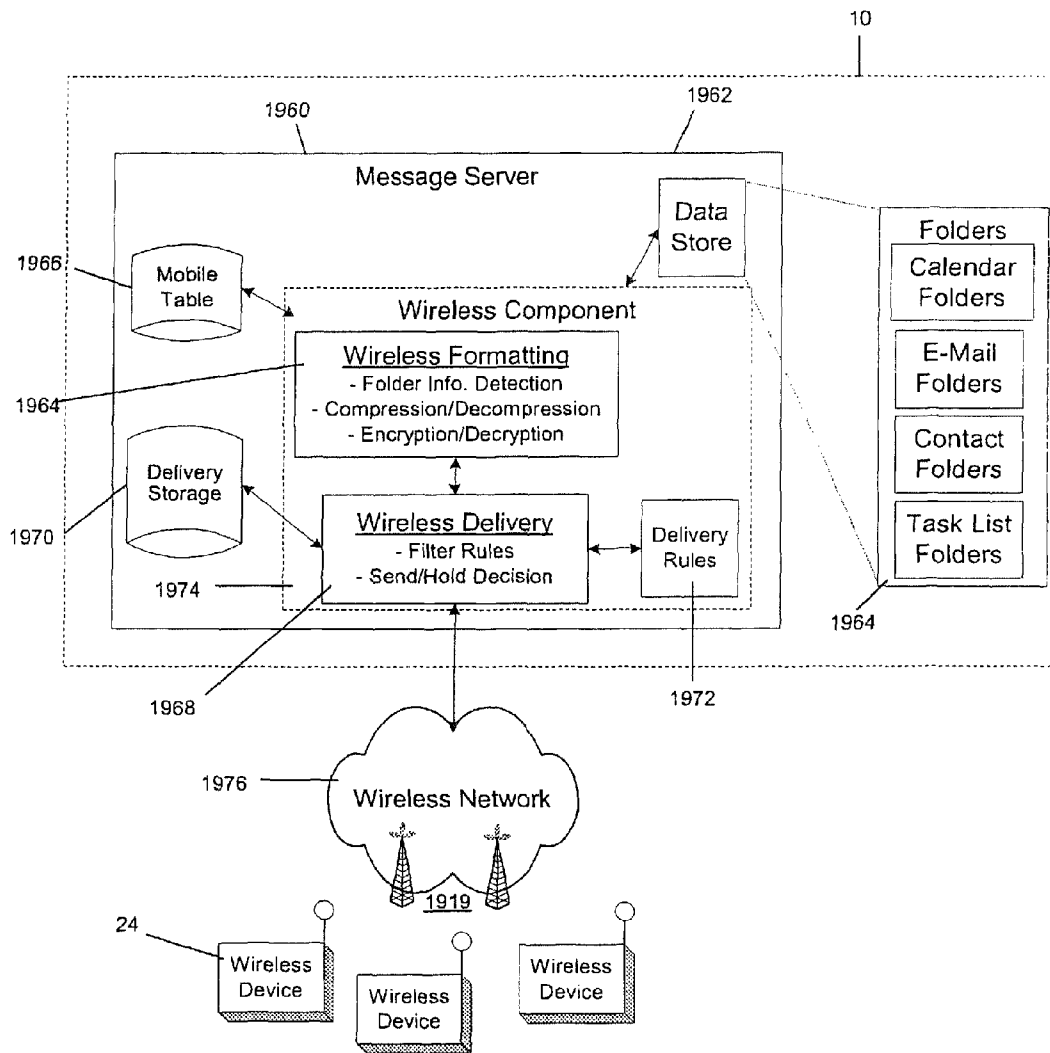 10
1960
1962
Message Server
Data
Store
Folders
Calendar
Folders
E-Mail
Folders
Contact
Folders
Task List
Folders
1964
1966
Mobile
Table
Wireless Component
Wireless Formatting
- Folder Info. Detection
- Compression/Decompression
- Encryption/Decryption
1964
Delivery
Storage
1970
Wireless Delivery
- Filter Rules
- Send/Hold Decision
Delivery
Rules
1974
1968
1972
1976
Wireless Network
1919
24
Wireless
Device
Wireless
Device
Wireless
Device